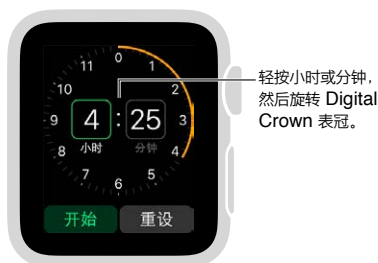 0
11 1
10 2
轻按小时或分钟，
然后旋转 Digital
Crown 表冠。
9 4 : 25 3
小时 分钟
8 4
7 5
6
开始 重设